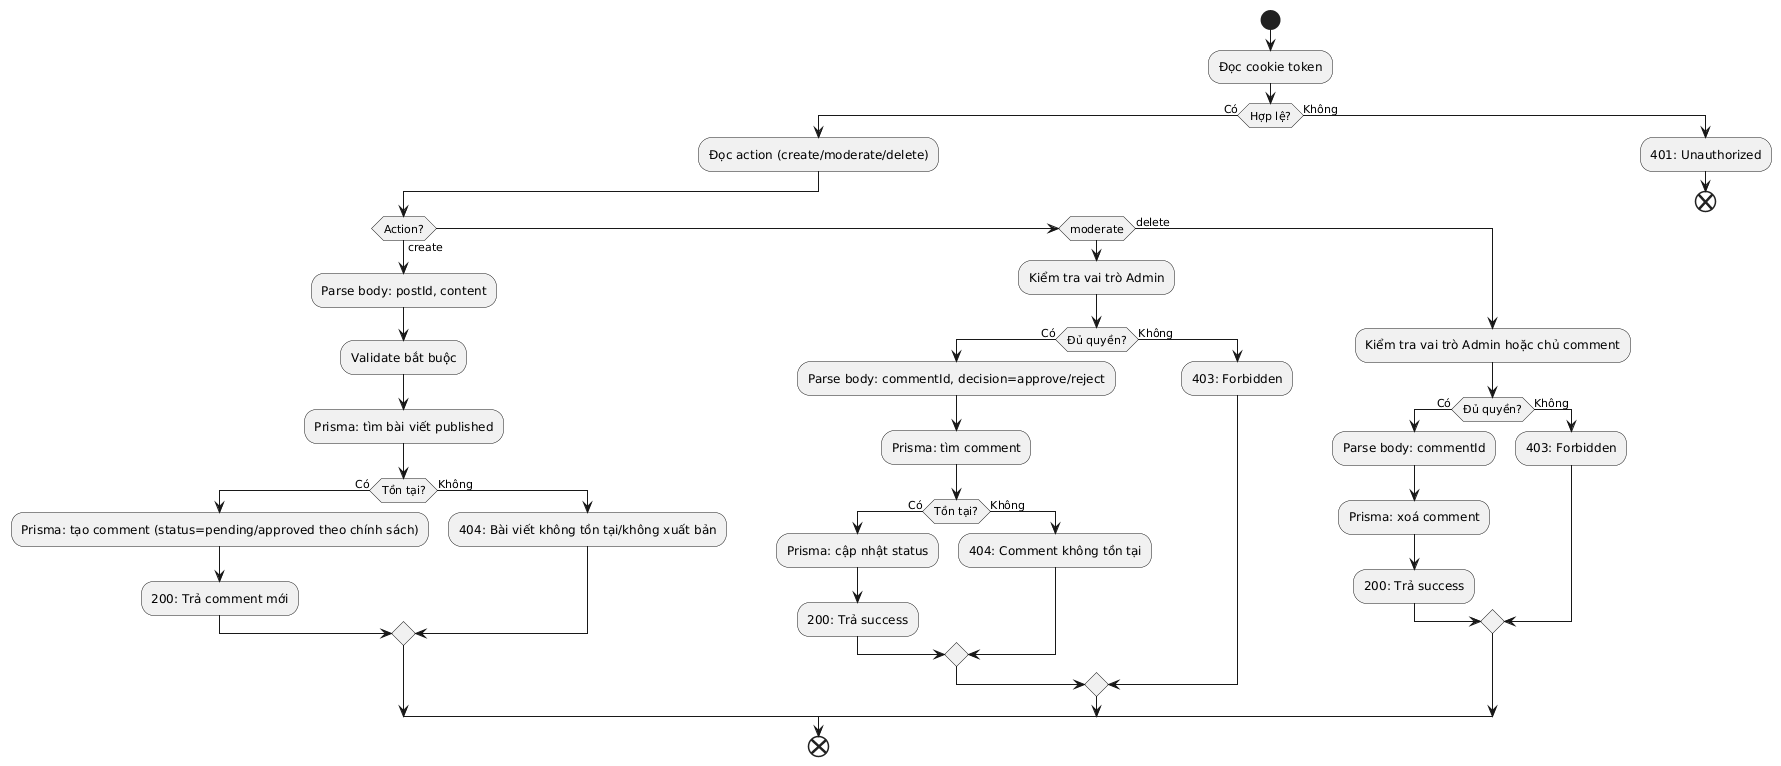 Đọc cookie token
Có
Hợp lệ?
Không
Đọc action (create/moderate/delete)
401: Unauthorized
Action?
create
moderate
delete
Parse body: postId, content
Validate bắt buộc
Prisma: tìm bài viết published
Tồn tại?
Có
Không
Prisma: tạo comment (status=pending/approved theo chính sách)
200: Trả comment mới
404: Bài viết không tồn tại/không xuất bản
Kiểm tra vai trò Admin
Có
Đủ quyền?
Không
Parse body: commentId, decision=approve/reject
403: Forbidden
Prisma: tìm comment
Có
Tồn tại?
Không
Prisma: cập nhật status
404: Comment không tồn tại
200: Trả success
Kiểm tra vai trò Admin hoặc chủ comment
Có
Đủ quyền?
Không
Parse body: commentId
403: Forbidden
Prisma: xoá comment
200: Trả success